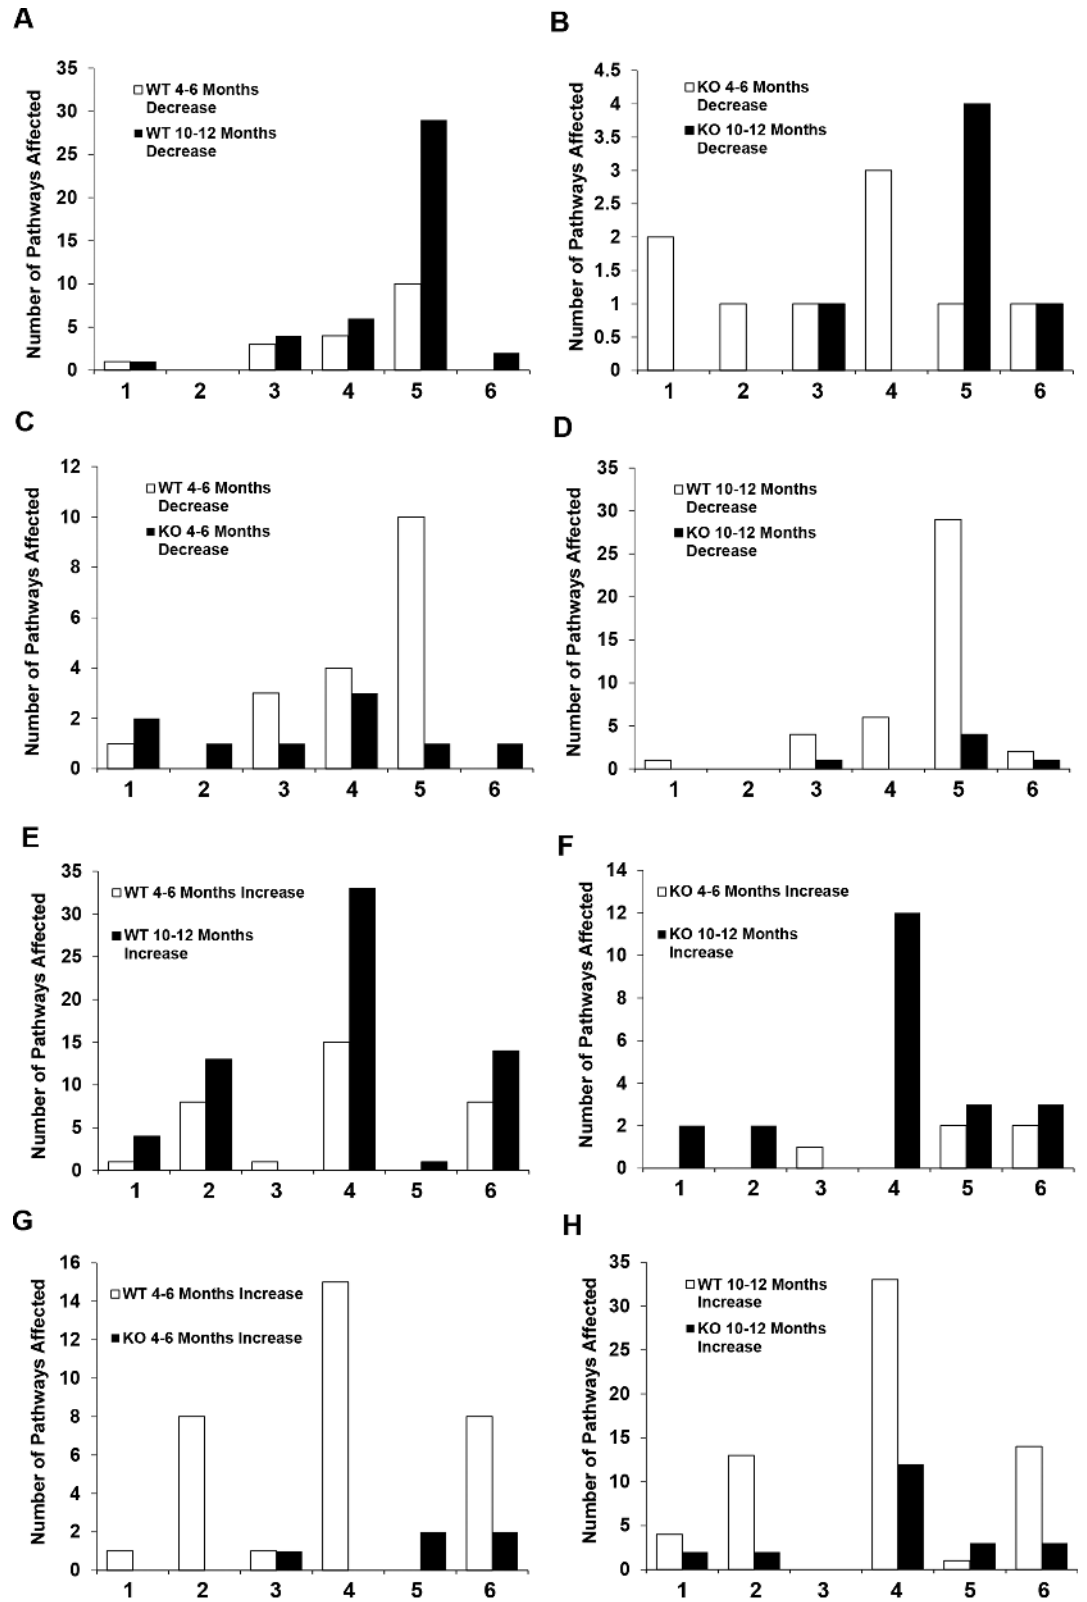 A
Number of Pathways Affected
35
30
25
20
15
10
5
0
WT 4-6 Months
Decrease
WT 10-12 Months
Decrease
1 2 3 4 5 6
B
Number of Pathways Affected
4.5
4
3.5
3
2.5
2
1.5
1
0.5
0
KO 4-6 Months
Decrease
KO 10-12 Months
Decrease
1 2 3 4 5 6
C
Number of Pathways Affected
12
10
8
6
4
2
0
WT 4-6 Months
Decrease
KO 4-6 Months
Decrease
1 2 3 4 5 6
D
Number of Pathways Affected
35
30
25
20
15
10
5
0
WT 10-12 Months
Decrease
KO 10-12 Months
Decrease
1 2 3 4 5 6
E
Number of Pathways Affected
35
30
25
20
15
10
5
0
WT 4-6 Months Increase
WT 10-12 Months
Increase
1 2 3 4 5 6
F
Number of Pathways Affected
14
12
10
8
6
4
2
0
KO 4-6 Months Increase
KO 10-12 Months
Increase
1 2 3 4 5 6
G
Number of Pathways Affected
16
14
12
10
8
6
4
2
0
WT 4-6 Months Increase
KO 4-6 Months Increase
1 2 3 4 5 6
H
Number of Pathways Affected
35
30
25
20
15
10
5
0
WT 10-12 Months
Increase
KO 10-12 Months
Increase
1 2 3 4 5 6